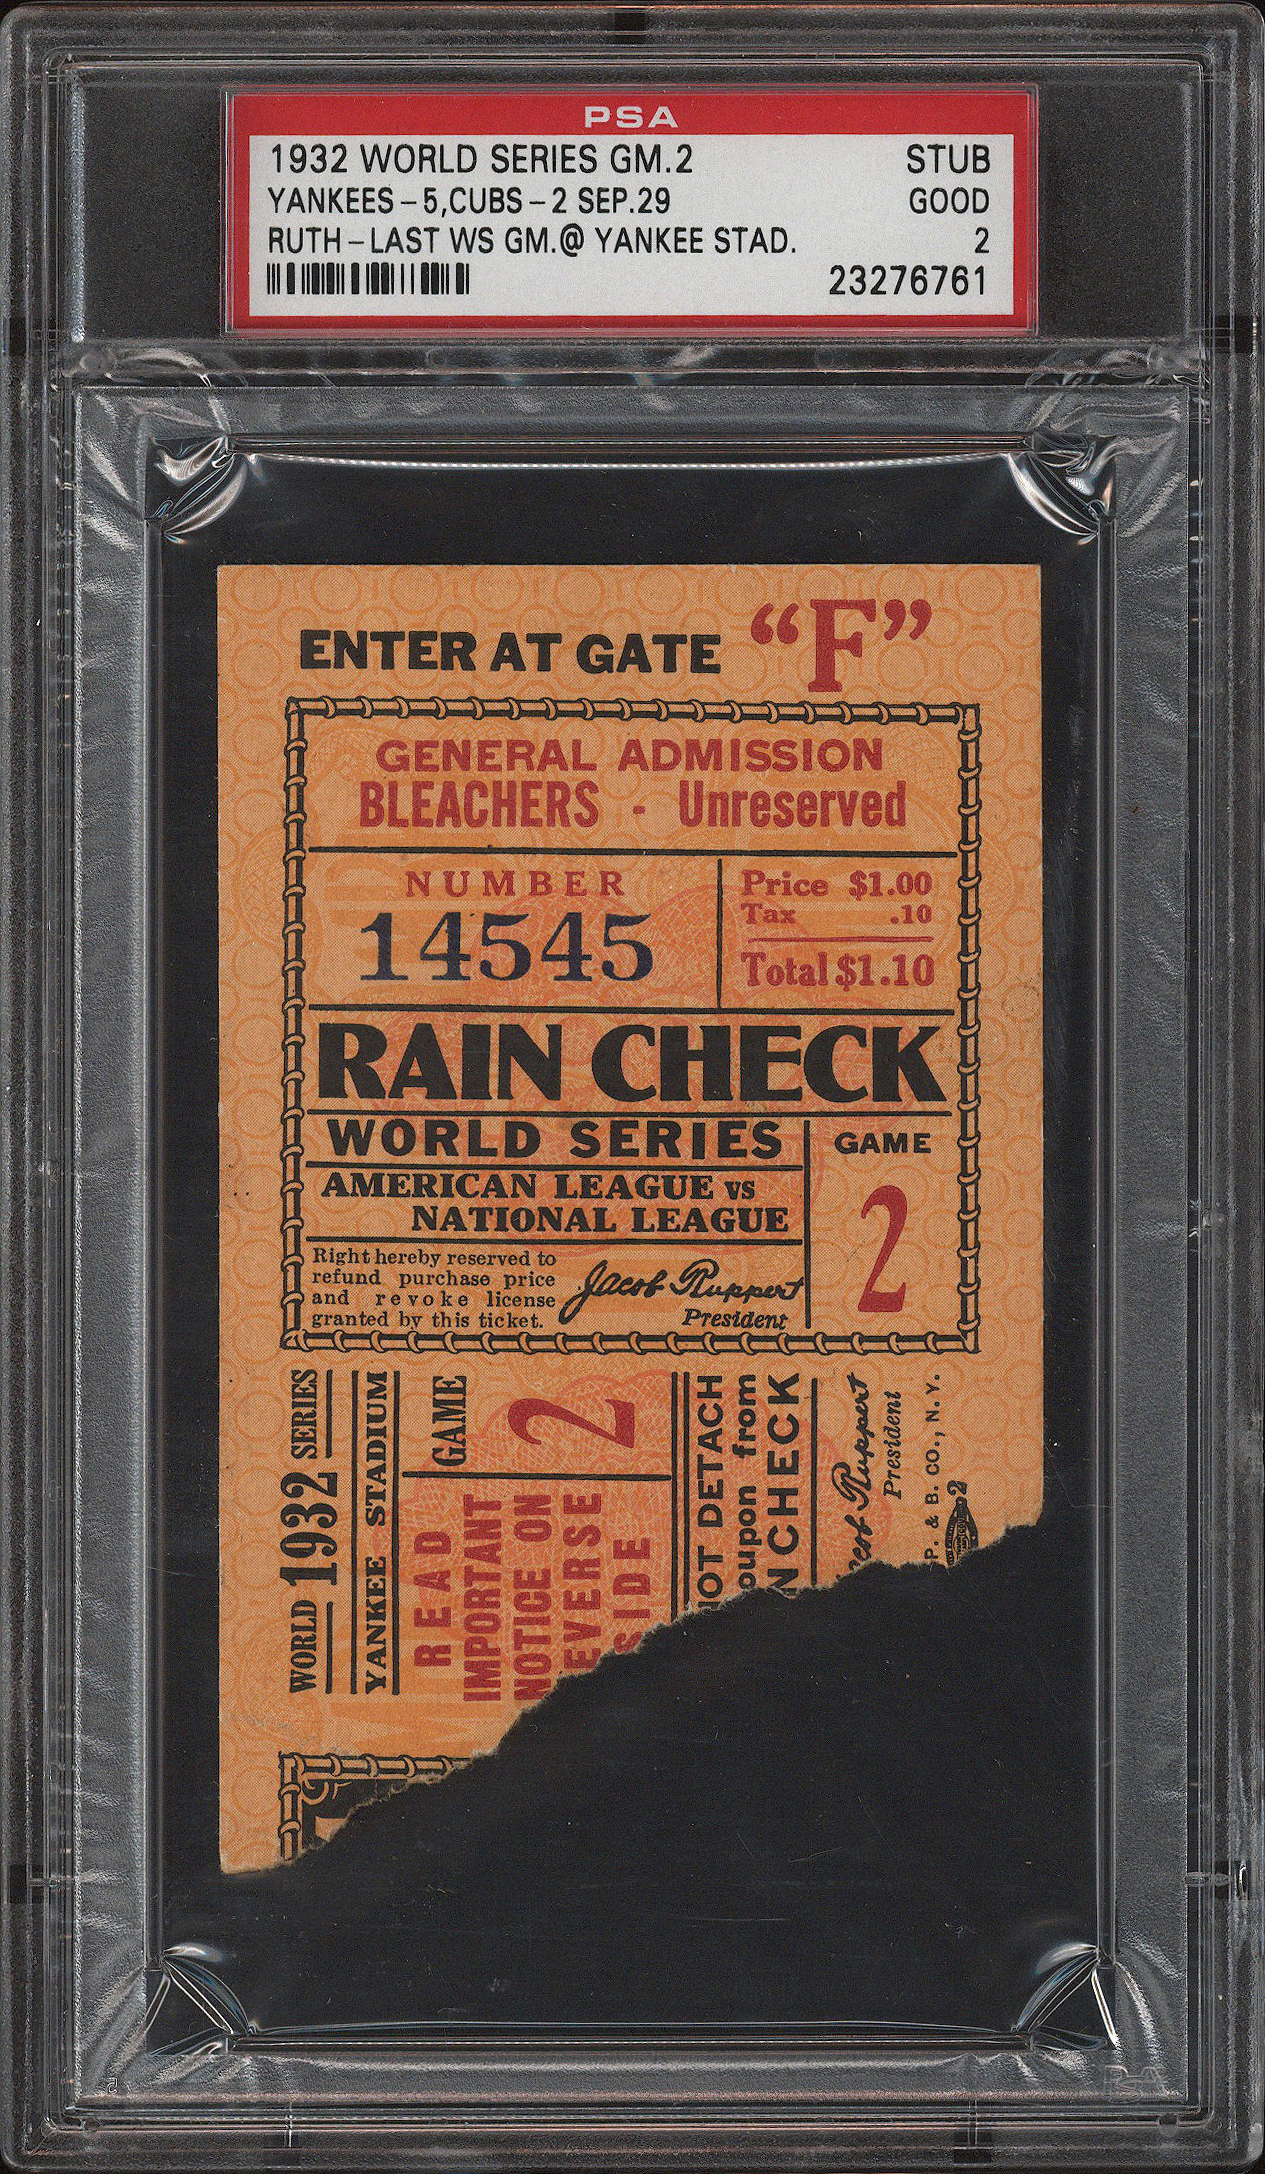 PSA
1932 WORLD SERIES GM.2 STUB
YANKEES-5,CUBS-2 SEP.29 GOOD
RUTH-LAST WS GM.@ YANKEE STAD. 2
23276761
ENTER AT GATE "F"
GENERAL ADMISSION
BLEACHERS - Unreserved
NUMBER
14545
Price $1.00
Tax .10
Total $1.10
RAIN CHECK
WORLD SERIES
AMERICAN LEAGUE VS
NATIONAL LEAGUE
GAME
2
Right hereby reserved to
refund purchase price
and revoke license
granted by this ticket.
Jacob Ruppert
President
WORLD 1932 SERIES
YANKEE STADIUM
GAME
2
READ
IMPORTANT
NOTICE ON
EVERSE
SIDE
OT DETACH
oupon from
N CHECK
cob Ruppert
President
P. & B. CO., N. Y.
2